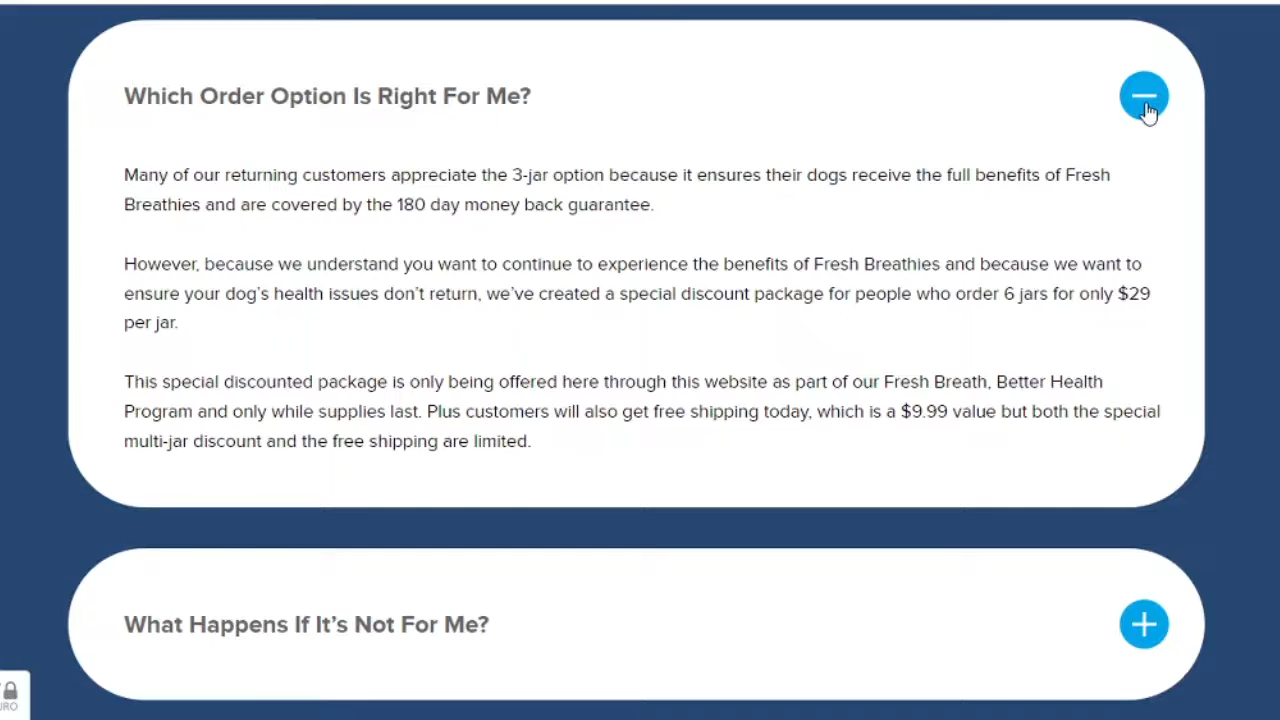 Which Order Option Is Right For Me?
Many of our returning customers appreciate the 3-jar option because it ensures their dogs receive the full benefits of Fresh
Breathies and are covered by the 180 day money back guarantee.
However, because we understand you want to continue to experience the benefits of Fresh Breathies and because we want to
ensure your dog's health issues don't return, we've created a special discount package for people who order 6 jars for only $29
per jar.
This special discounted package is only being offered here through this website as part of our Fresh Breath, Better Health
Program and only while supplies last. Plus customers will also get free shipping today, which is a $9.99 value but both the special
multi-jar discount and the free shipping are limited.
What Happens If It's Not For Me?